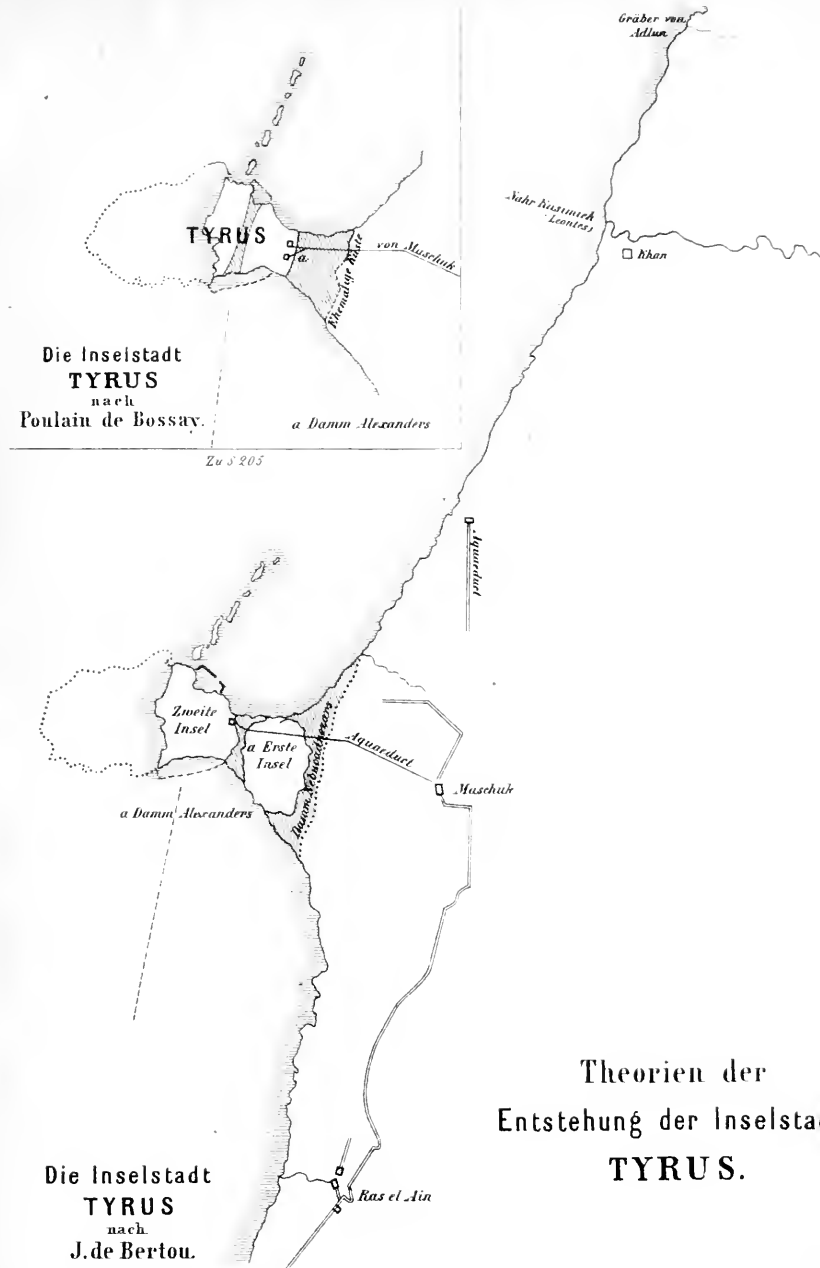 Gräber von
Adlun
Nahr Kasimieh
Leontes
Khan
TYRUS
a.
von Maschuk
Ehemalige Küste
Die Inselstadt
TYRUS
nach
Poulain de Bossay.
a Damm Alexanders
Zu S 205
Aquaeduct
Zweite
Insel
a Erste
Insel
Damm Nebucadnezars
Aquaeduct
Maschuk
a Damm Alexanders
Ras el Ain
Die Inselstadt
TYRUS
nach
J. de Bertou.
Theorien der
Entstehung der Inselsta
TYRUS.